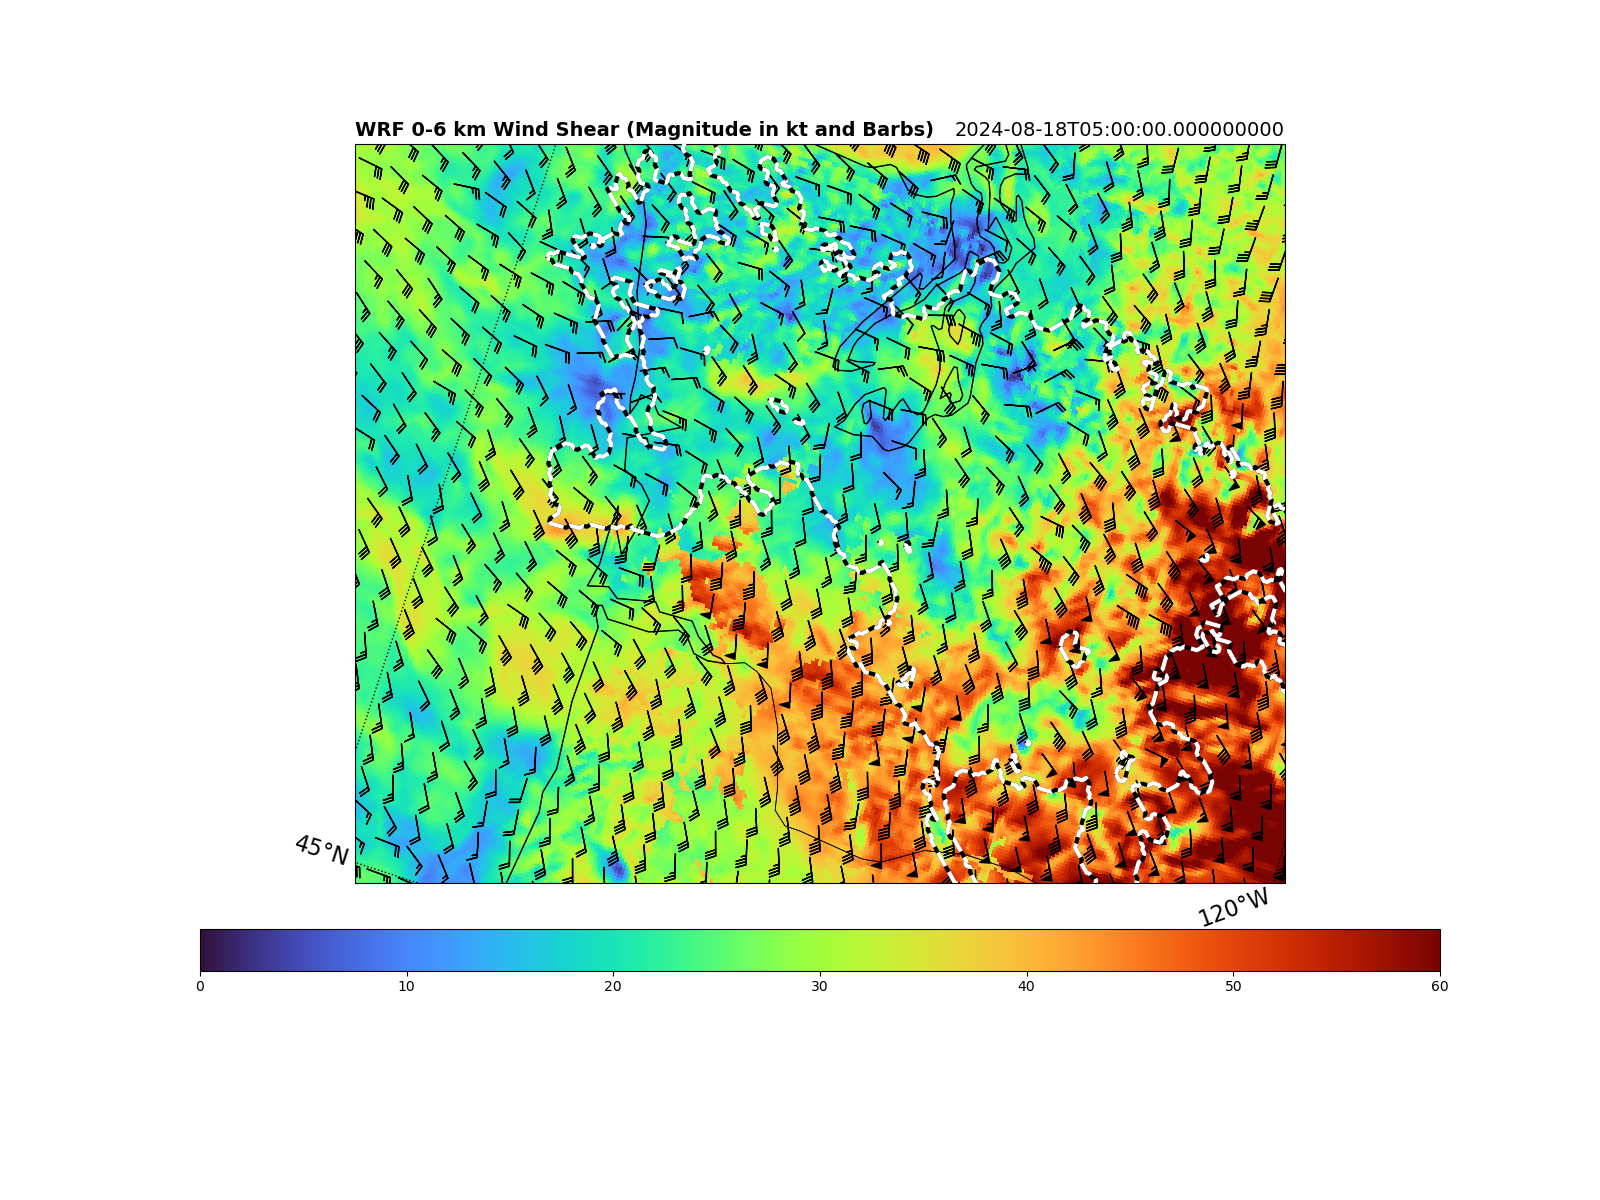 WRF 0-6 km Wind Shear (Magnitude in kt and Barbs) 2024-08-18T05:00:00.000000000
45°N
120°W
0 10 20 30 40 50 60